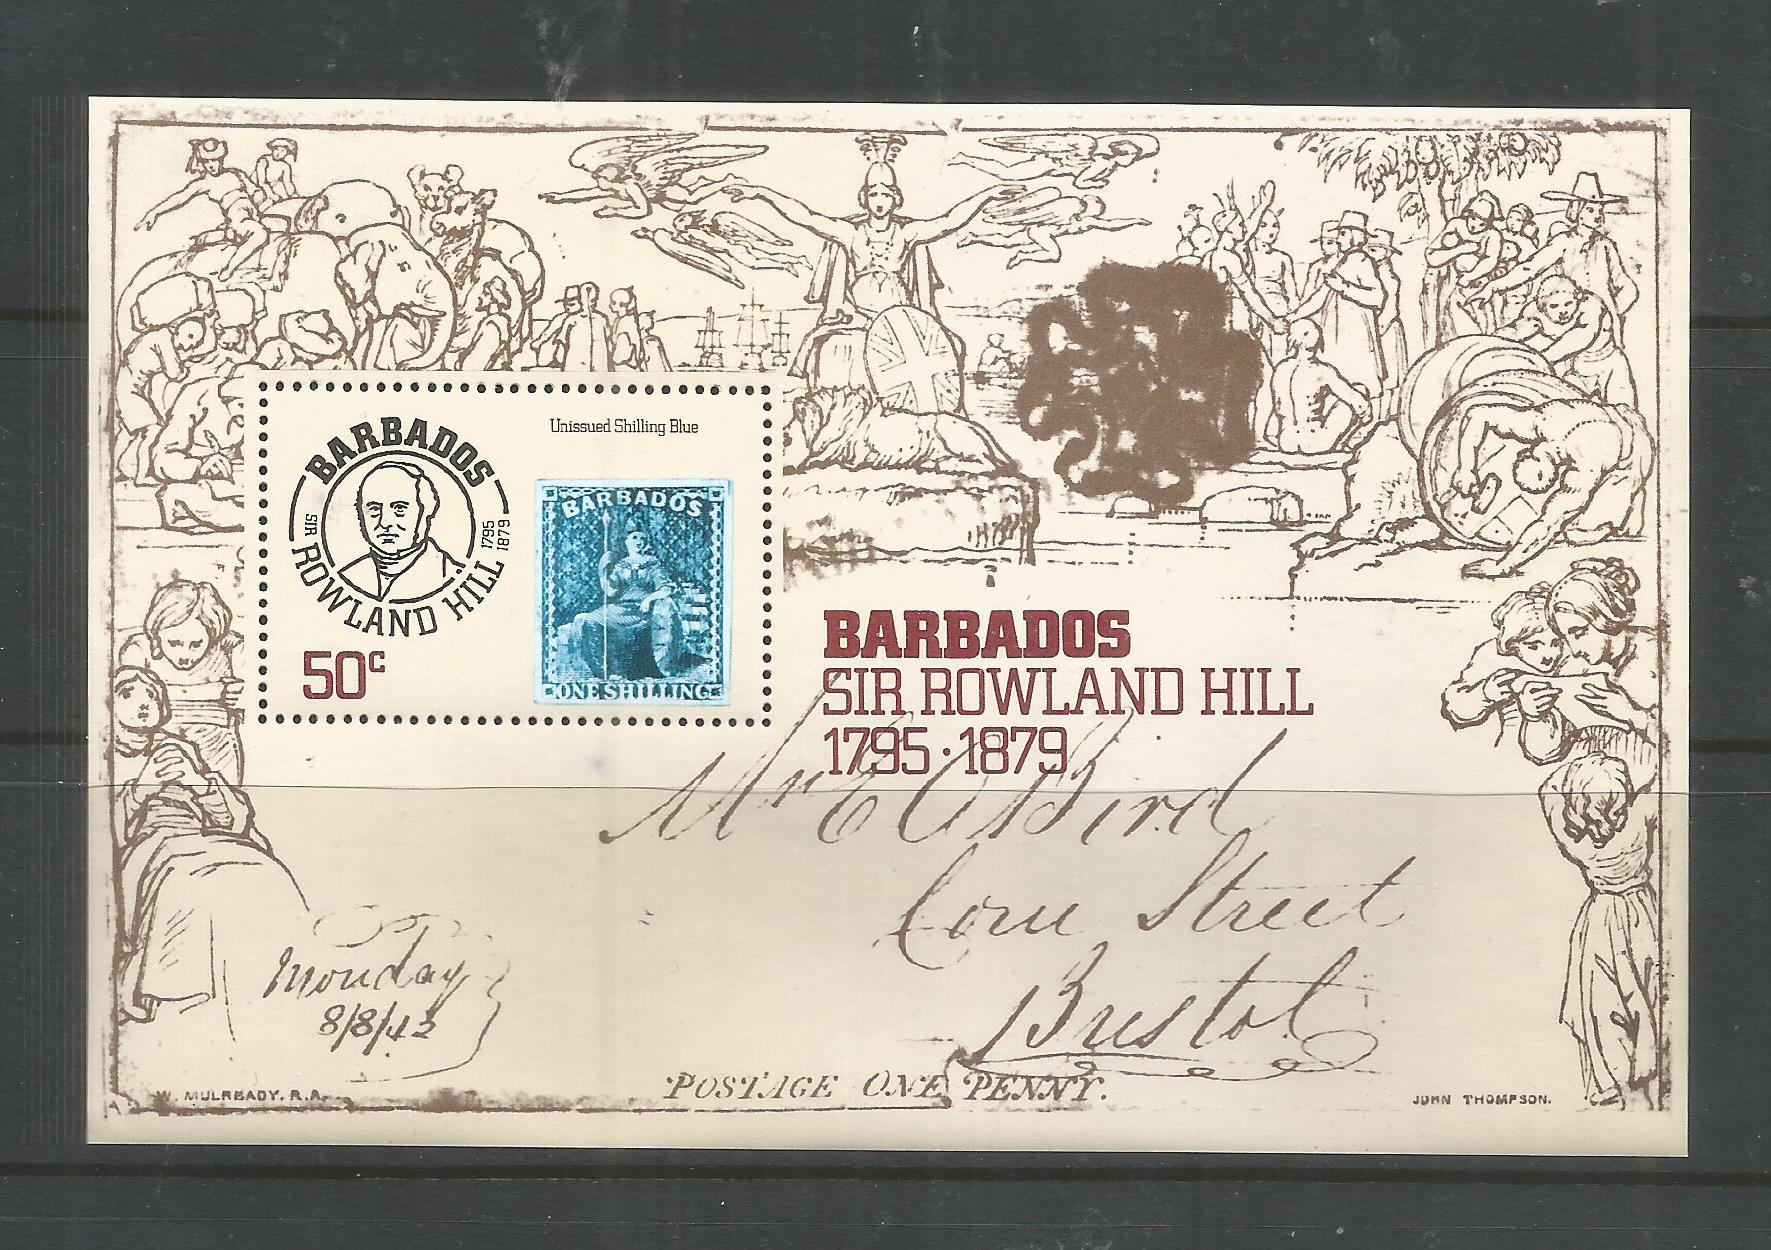 BARBADOS
SIR ROWLAND HILL
1795
1879
50c
Unissued Shilling Blue
BARBADOS
ONE SHILLING
BARBADOS
SIR ROWLAND HILL
1795 · 1879
Bird
Street
Bristol
Monday
8/8/42
POSTAGE ONE PENNY.
W. MULREADY. R.A.
JOHN THOMPSON.